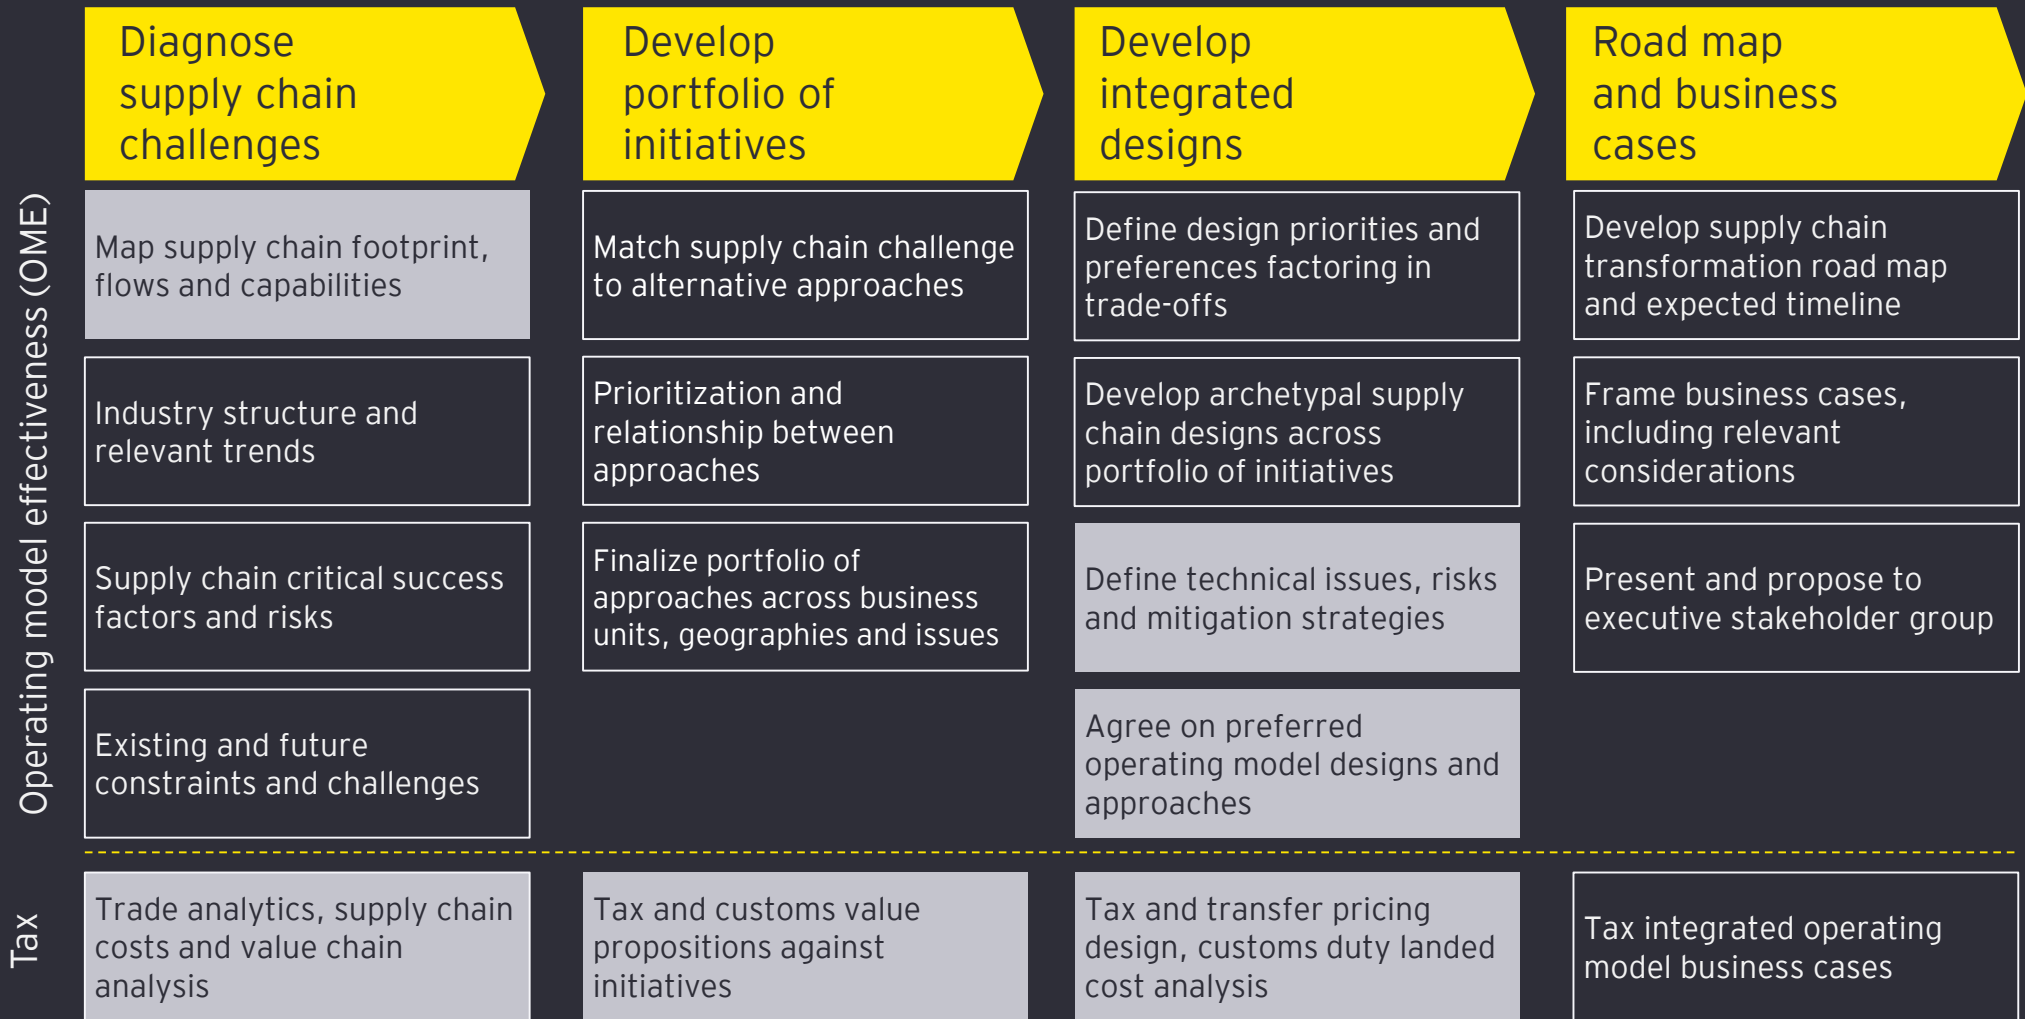 Diagnose
supply chain
challenges
Develop
portfolio of
initiatives
Develop
integrated
designs
Road map
and business
cases
Operating model effectiveness (OME)
Map supply chain footprint,
flows and capabilities
Industry structure and
relevant trends
Supply chain critical success
factors and risks
Existing and future
constraints and challenges
Match supply chain challenge
to alternative approaches
Prioritization and
relationship between
approaches
Finalize portfolio of
approaches across business
units, geographies and issues
Define design priorities and
preferences factoring in
trade-offs
Develop archetypal supply
chain designs across
portfolio of initiatives
Define technical issues, risks
and mitigation strategies
Agree on preferred
operating model designs and
approaches
Develop supply chain
transformation road map
and expected timeline
Frame business cases,
including relevant
considerations
Present and propose to
executive stakeholder group
Tax
Trade analytics, supply chain
costs and value chain
analysis
Tax and customs value
propositions against
initiatives
Tax and transfer pricing
design, customs duty landed
cost analysis
Tax integrated operating
model business cases